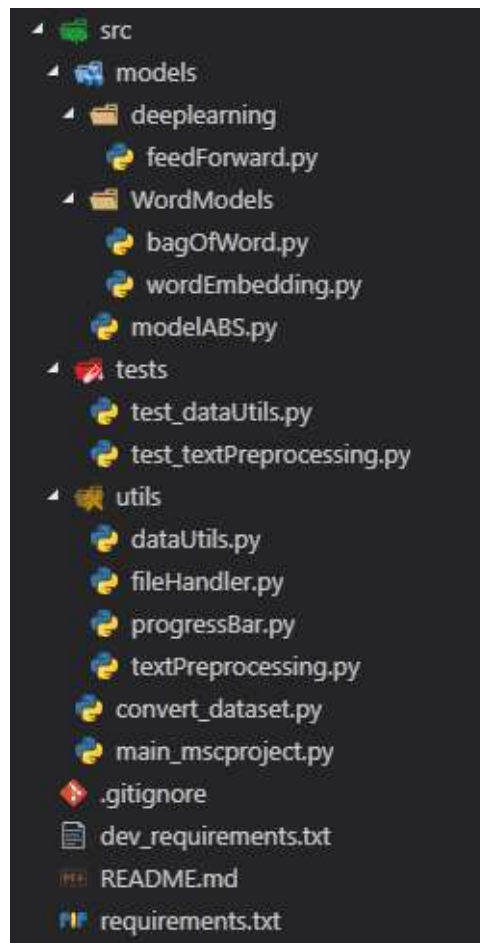 src
models
deeplearning
feedForward.py
WordModels
bagOfWord.py
wordEmbedding.py
modelABS.py
tests
test_dataUtils.py
test_textPreprocessing.py
utils
dataUtils.py
fileHandler.py
progressBar.py
textPreprocessing.py
convert_dataset.py
main_mscproject.py
.gitignore
dev_requirements.txt
README.md
requirements.txt